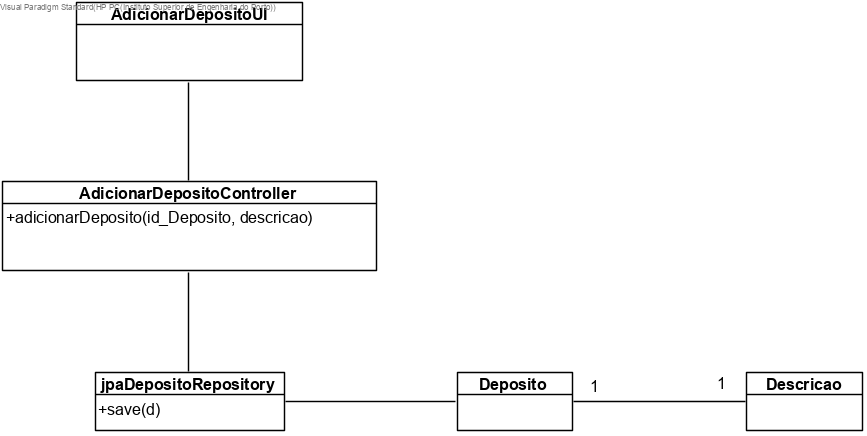 Visual Paradigm Standard(HP PC(Instituto Superior de Engenharia do Porto))
AdicionarDepositoUI
AdicionarDepositoController
+adicionarDeposito(id_Deposito, descricao)
jpaDepositoRepository
+save(d)
Deposito
1
1
Descricao